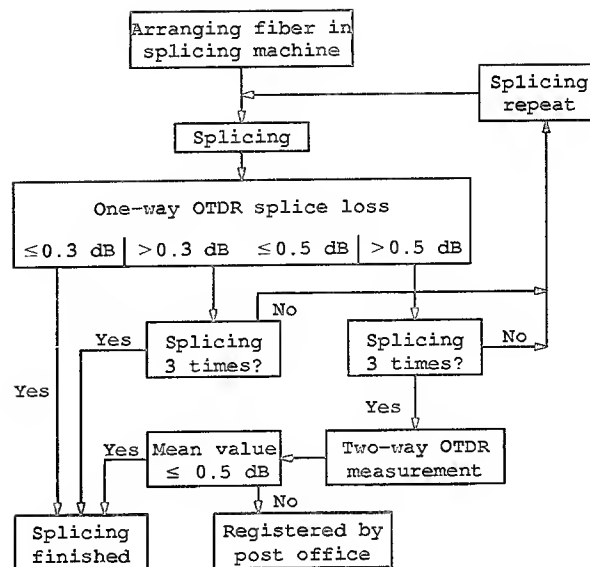 Arranging fiber in
splicing machine
Splicing
repeat
Splicing
One-way OTDR splice loss
≤0.3 dB >0.3 dB ≤0.5 dB >0.5 dB
No
Yes
Splicing
3 times?
Splicing
3 times?
No
Yes
Yes
Yes
Mean value
≤ 0.5 dB
Two-way OTDR
measurement
No
Splicing
finished
Registered by
post office